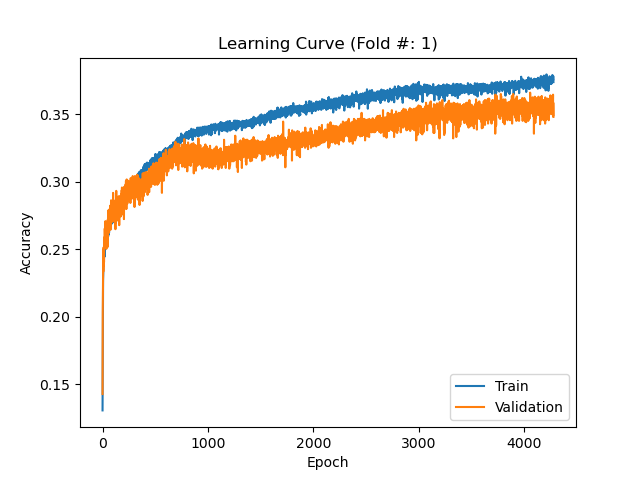 Learning Curve (Fold #: 1)
Accuracy
0.35
0.30
0.25
0.20
0.15
0
1000
2000
3000
4000
Epoch
Train
Validation